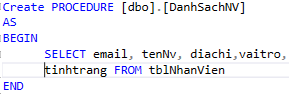 Create PROCEDURE [dbo].[DanhSachNV]
AS
BEGIN
SELECT email, tenNv, diachi,vaitro,
tinhtrang FROM tblNhanVien
END